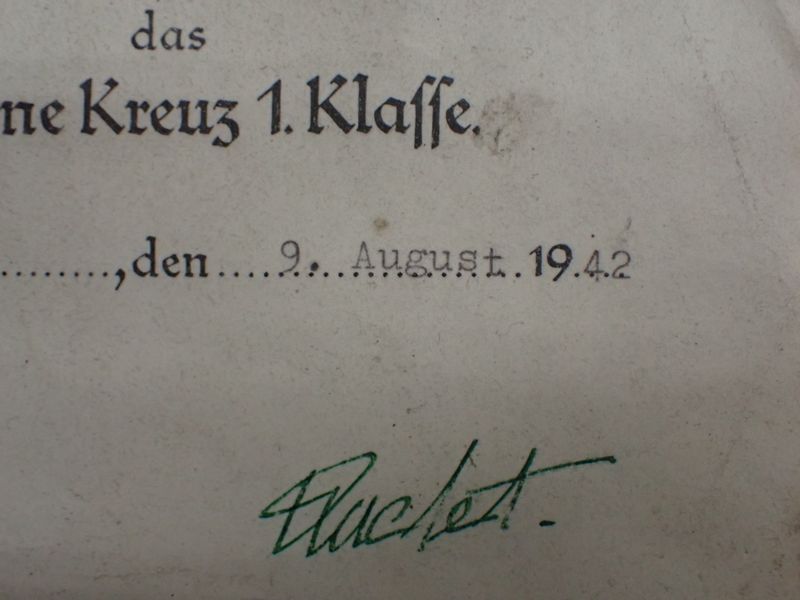 das
ne Kreuz 1. Klasse.
........., den .... 9. August .. 1942